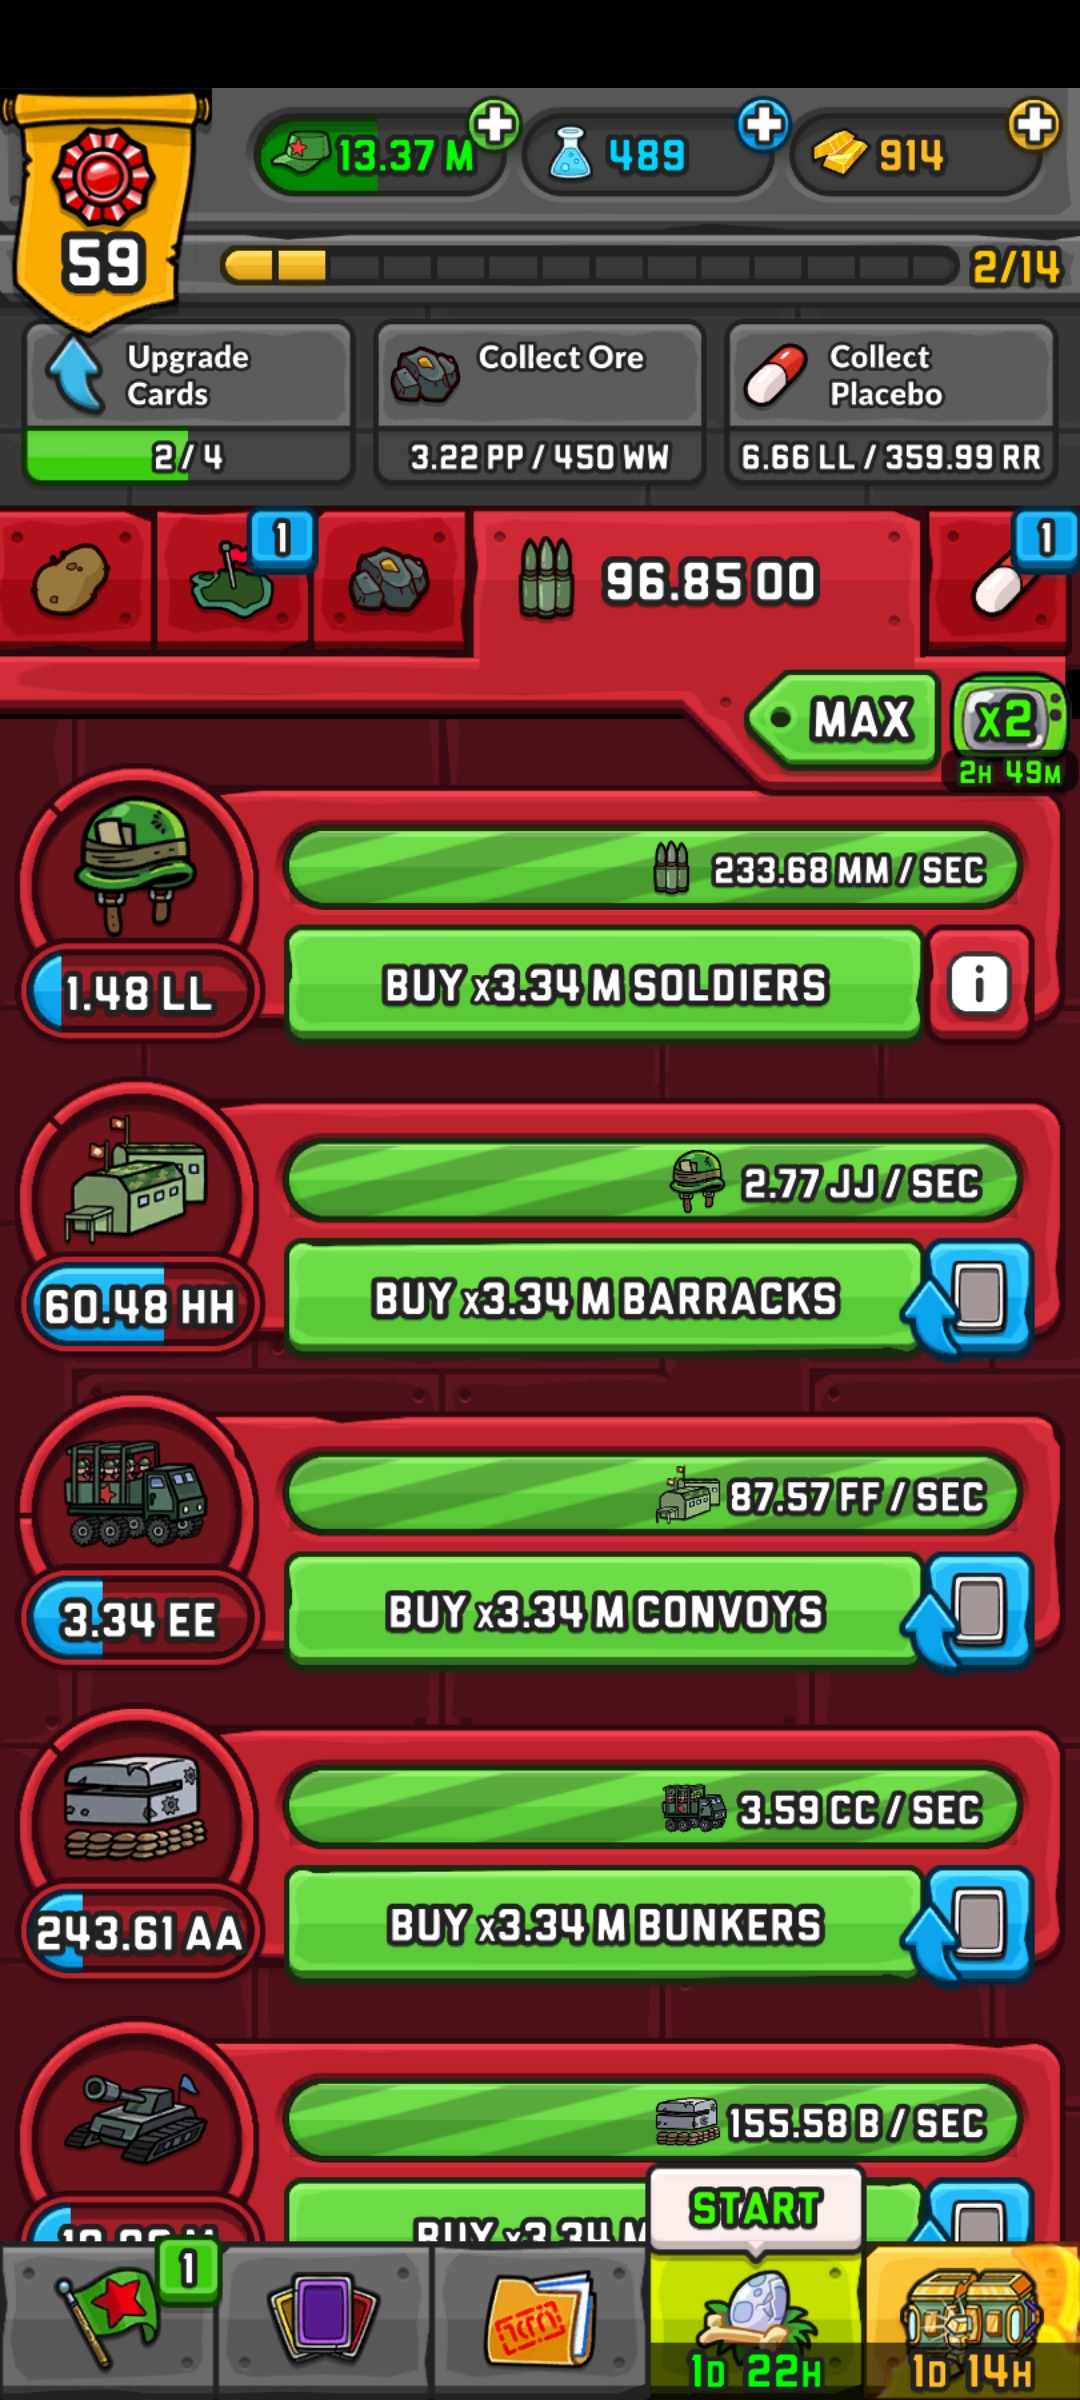 13.37 M
489
914
59
2/14
Upgrade
Cards
2/4
Collect Ore
3.22 PP / 450 WW
Collect
Placebo
6.66 LL / 359.99 RR
1
96.85 OO
1
MAX
x2
2H 49M
233.68 MM / SEC
1.48 LL
BUY x3.34 M SOLDIERS
i
2.77 JJ / SEC
60.48 HH
BUY x3.34 M BARRACKS
87.57 FF / SEC
3.34 EE
BUY x3.34 M CONVOYS
3.59 CC / SEC
243.61 AA
BUY x3.34 M BUNKERS
155.58 B / SEC
BUY x3.34 M
START
1
1D 22H
1D 14H